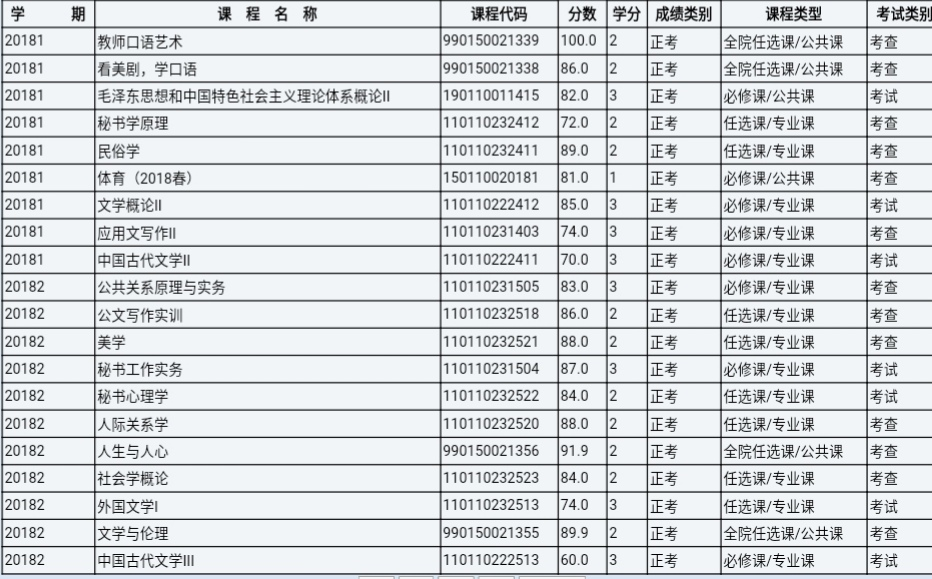 学 期 课 程 名 称 课程代码 分数 学分 成绩类别 课程类型 考试类别
20181 教师口语艺术 990150021339 100.0 2 正考 全院任选课/公共课 考查
20181 看美剧，学口语 990150021338 86.0 2 正考 全院任选课/公共课 考查
20181 毛泽东思想和中国特色社会主义理论体系概论II 190110011415 82.0 3 正考 必修课/公共课 考试
20181 秘书学原理 110110232412 72.0 2 正考 任选课/专业课 考查
20181 民俗学 110110232411 89.0 2 正考 任选课/专业课 考查
20181 体育（2018春） 150110020181 81.0 1 正考 必修课/公共课 考查
20181 文学概论II 110110222412 85.0 3 正考 必修课/专业课 考试
20181 应用文写作II 110110231403 74.0 3 正考 必修课/专业课 考查
20181 中国古代文学II 110110222411 70.0 3 正考 必修课/专业课 考试
20182 公共关系原理与实务 110110231505 83.0 3 正考 必修课/专业课 考查
20182 公文写作实训 110110232518 86.0 2 正考 任选课/专业课 考查
20182 美学 110110232521 88.0 2 正考 任选课/专业课 考查
20182 秘书工作实务 110110231504 87.0 3 正考 必修课/专业课 考试
20182 秘书心理学 110110232522 84.0 2 正考 任选课/专业课 考试
20182 人际关系学 110110232520 88.0 2 正考 任选课/专业课 考查
20182 人生与人心 990150021356 91.9 2 正考 全院任选课/公共课 考查
20182 社会学概论 110110232523 84.0 2 正考 任选课/专业课 考查
20182 外国文学I 110110232513 74.0 3 正考 任选课/专业课 考试
20182 文学与伦理 990150021355 89.9 2 正考 全院任选课/公共课 考查
20182 中国古代文学III 110110222513 60.0 3 正考 必修课/专业课 考试